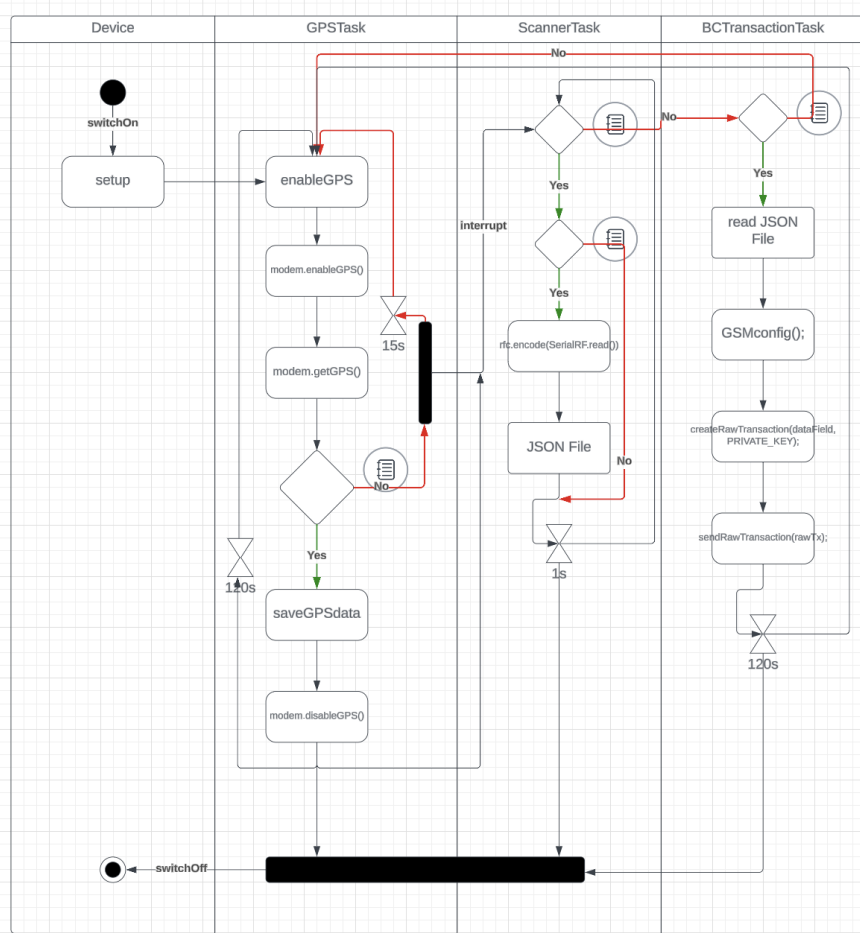 Device
GPSTask
ScannerTask
BCTransactionTask
No
switchOn
No
Yes
Yes
setup
enableGPS
interrupt
read JSON
File
modem.enableGPS()
Yes
15s
rfc.encode(SerialRF.read())
GSMconfig();
modem.getGPS()
createRawTransaction(dataField,
PRIVATE_KEY);
JSON File
No
No
sendRawTransaction(rawTx);
Yes
1s
120s
saveGPSdata
120s
modem.disableGPS()
switchOff